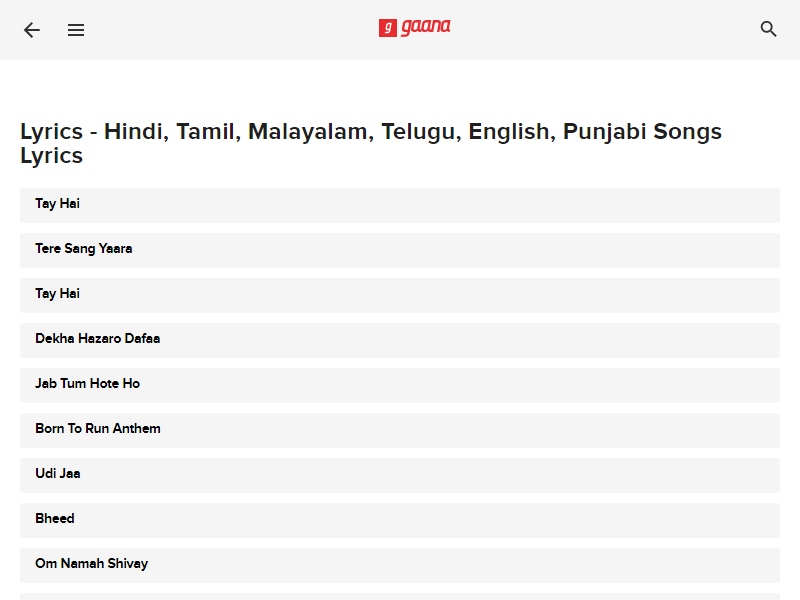 g gaana
Lyrics - Hindi, Tamil, Malayalam, Telugu, English, Punjabi Songs
Lyrics
Tay Hai
Tere Sang Yaara
Tay Hai
Dekha Hazaro Dafaa
Jab Tum Hote Ho
Born To Run Anthem
Udi Jaa
Bheed
Om Namah Shivay